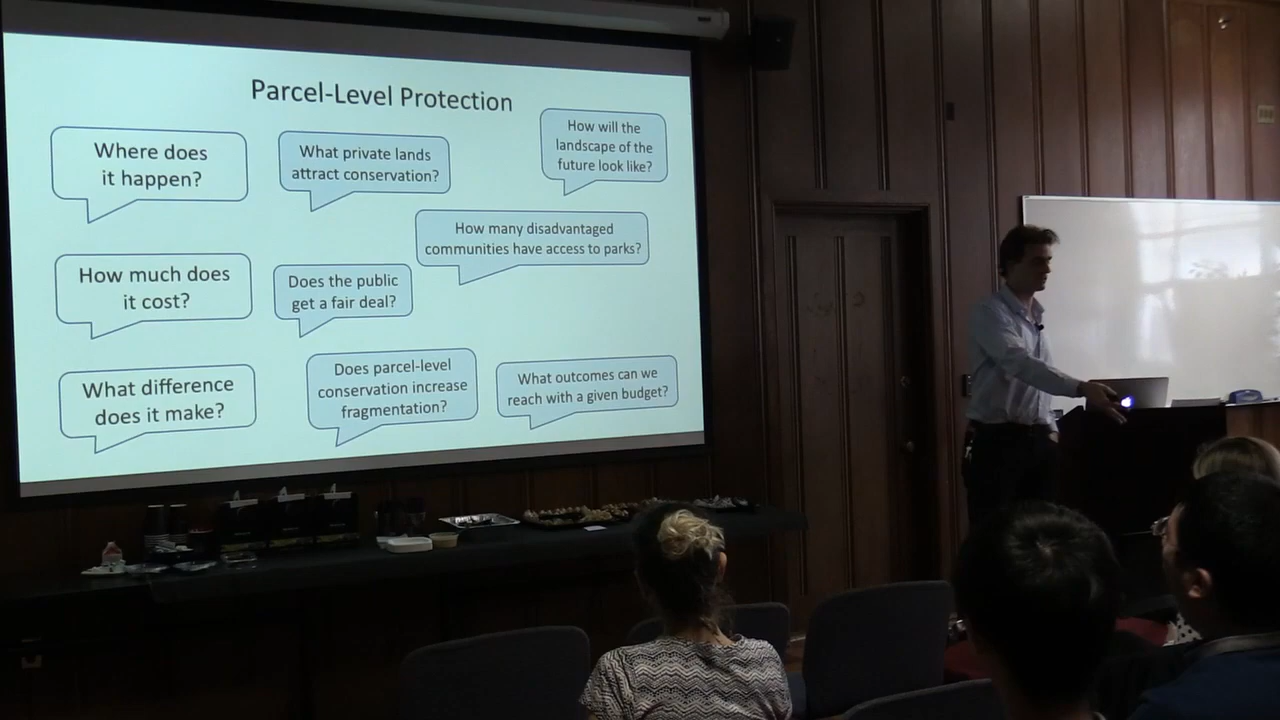 Parcel-Level Protection
Where does
it happen?
What private lands
attract conservation?
How will the
landscape of the
future look like?
How many disadvantaged
communities have access to parks?
How much does
it cost?
Does the public
get a fair deal?
What difference
does it make?
Does parcel-level
conservation increase
fragmentation?
What outcomes can we
reach with a given budget?